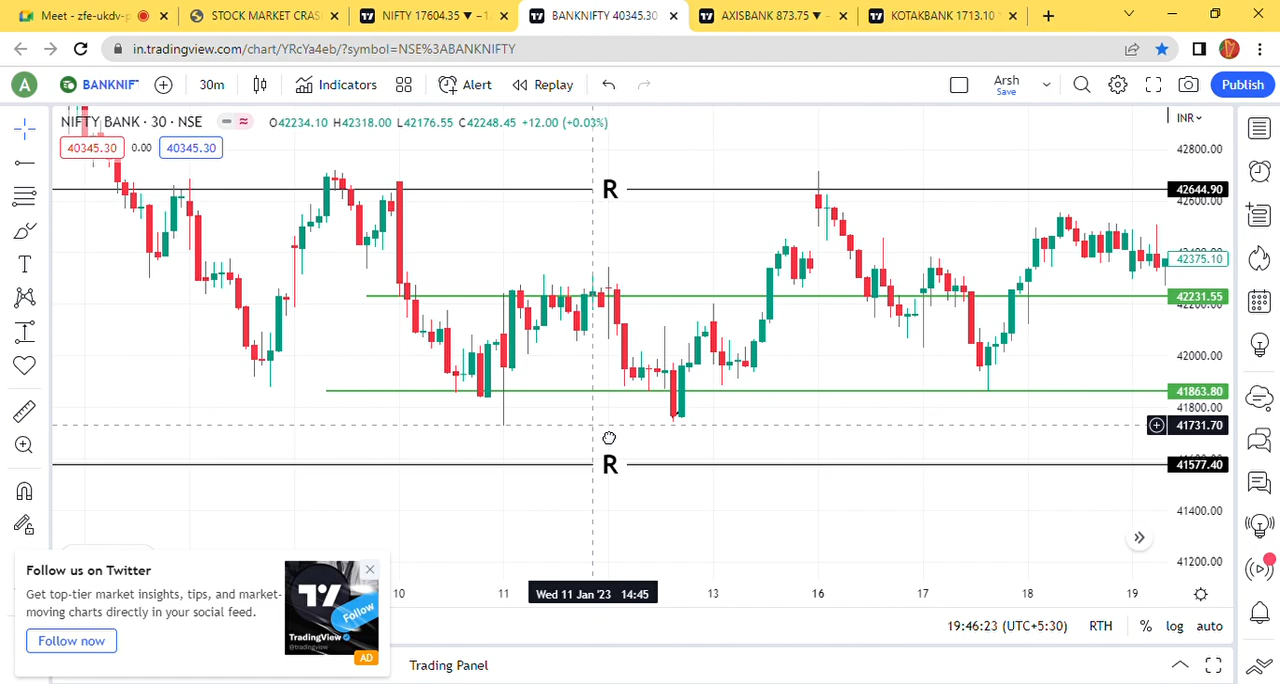 Meet - zfe-ukdv-p
STOCK MARKET CRAS
NIFTY 17604.35 ▼ −1.
BANKNIFTY 40345.30
AXISBANK 873.75 ▼ -
KOTAKBANK 1713.10
in.tradingview.com/chart/YRcYa4eb/?symbol=NSE%3ABANKNIFTY
A
BANKNIF
30m
Indicators
Alert
Replay
Arsh
Save
Publish
NIFTY BANK · 30 · NSE
O42234.10 H42318.00 L42176.55 C42248.45 +12.00 (+0.03%)
INR
40345.30
0.00
40345.30
42800.00
R
42644.90
42600.00
42400.00
42375.10
42231.55
42200.00
42000.00
41863.80
41800.00
41731.70
R
41577.40
41400.00
41200.00
Follow us on Twitter
Get top-tier market insights, tips, and market-
moving charts directly in your social feed.
Follow now
Follow
TradingView
@tradingview
AD
10
11
Wed 11 Jan '23 14:45
13
16
17
18
19
19:46:23 (UTC+5:30)
RTH
%
log
auto
Trading Panel